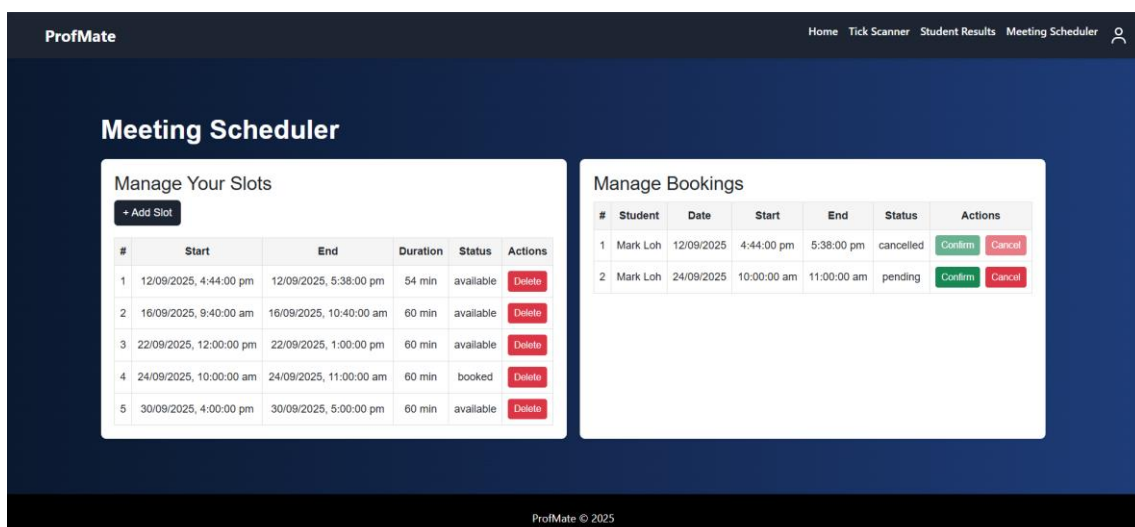 ProfMate
Home Tick Scanner Student Results Meeting Scheduler
Meeting Scheduler
Manage Your Slots
+ Add Slot
# Start End Duration Status Actions
1 12/09/2025, 4:44:00 pm 12/09/2025, 5:38:00 pm 54 min available Delete
2 16/09/2025, 9:40:00 am 16/09/2025, 10:40:00 am 60 min available Delete
3 22/09/2025, 12:00:00 pm 22/09/2025, 1:00:00 pm 60 min available Delete
4 24/09/2025, 10:00:00 am 24/09/2025, 11:00:00 am 60 min booked Delete
5 30/09/2025, 4:00:00 pm 30/09/2025, 5:00:00 pm 60 min available Delete
Manage Bookings
# Student Date Start End Status Actions
1 Mark Loh 12/09/2025 4:44:00 pm 5:38:00 pm cancelled Confirm Cancel
2 Mark Loh 24/09/2025 10:00:00 am 11:00:00 am pending Confirm Cancel
ProfMate © 2025